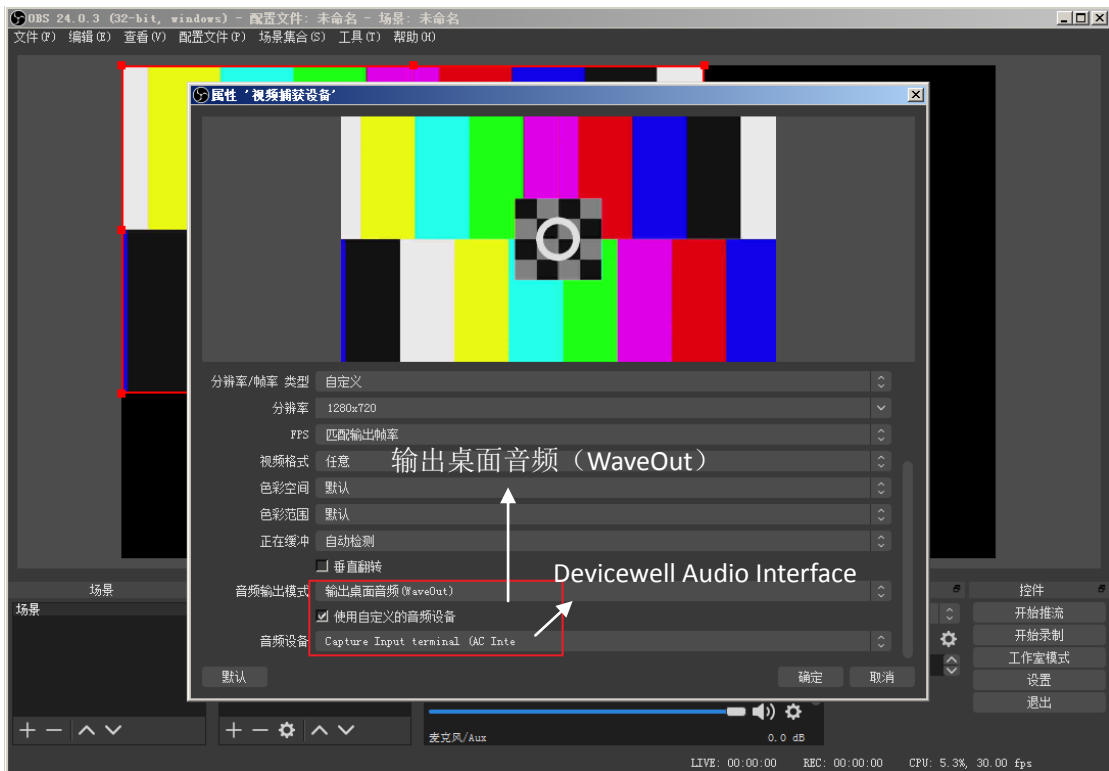 OBS 24.0.3 (32-bit, windows) - 配置文件: 未命名 - 场景: 未命名
文件(F) 编辑(E) 查看(V) 配置文件(P) 场景集合(S) 工具(T) 帮助(H)
属性 '视频捕获设备'
分辨率/帧率 类型 自定义
分辨率 1280x720
FPS 匹配输出帧率
视频格式 任意
输出桌面音频（WaveOut）
色彩空间 默认
色彩范围 默认
正在缓冲 自动检测
垂直翻转
Devicewell Audio Interface
音频输出模式 输出桌面音频(WaveOut)
使用自定义的音频设备
音频设备 Capture Input terminal (AC Inte
默认 确定 取消
场景
场景
控件
开始推流
开始录制
工作室模式
设置
退出
麦克风/Aux 0.0 dB
LIVE: 00:00:00 REC: 00:00:00 CPU: 5.3%, 30.00 fps